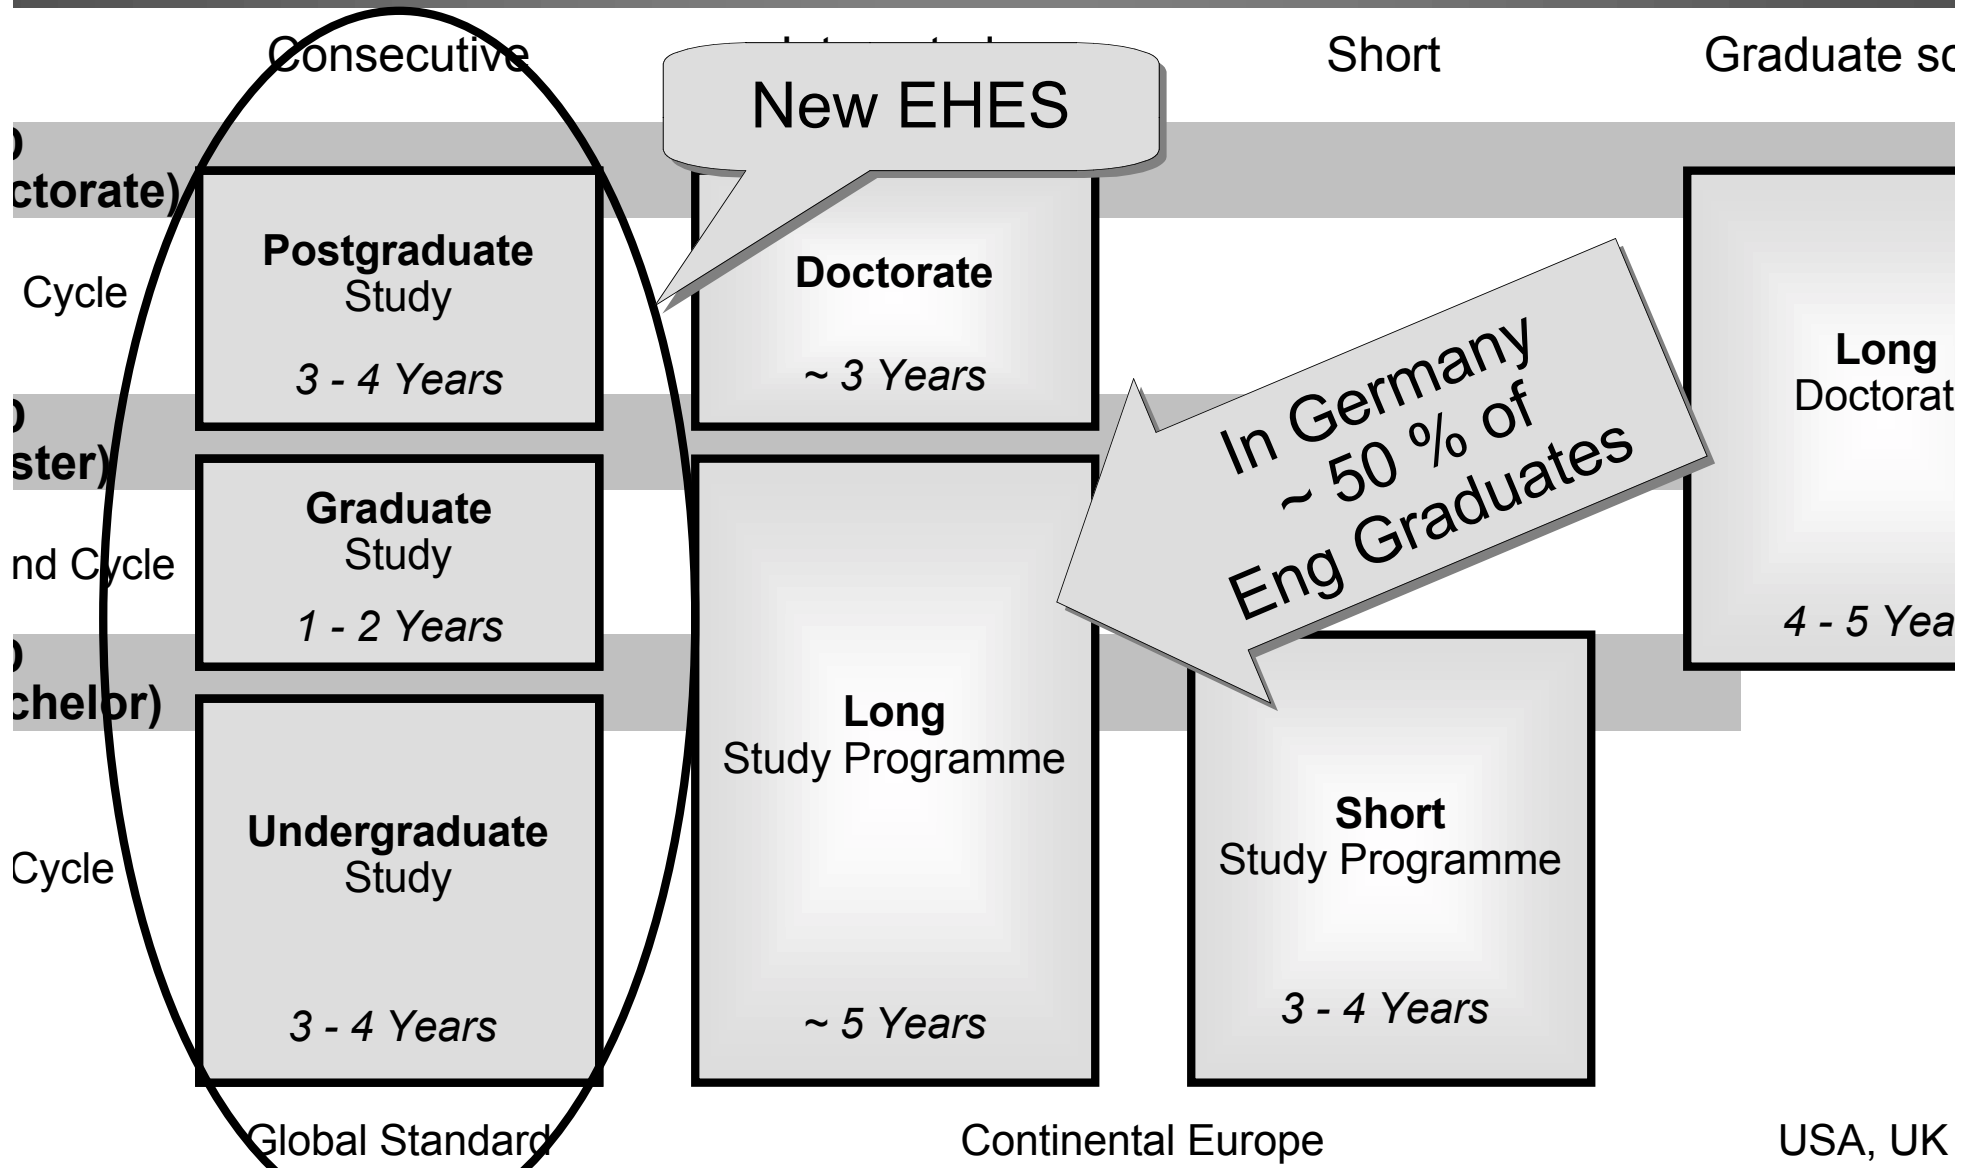 Consecutive
Short
Graduate
New EHES
ctorate)
Postgraduate
Study
3 - 4 Years
Cycle
Doctorate
~ 3 Years
In Germany
~ 50 % of
Eng Graduates
Long
Doctorat
4 - 5 Yea
ster)
Graduate
Study
1 - 2 Years
nd Cycle
chelor)
Undergraduate
Study
3 - 4 Years
Cycle
Long
Study Programme
~ 5 Years
Short
Study Programme
3 - 4 Years
Global Standard
Continental Europe
USA, UK